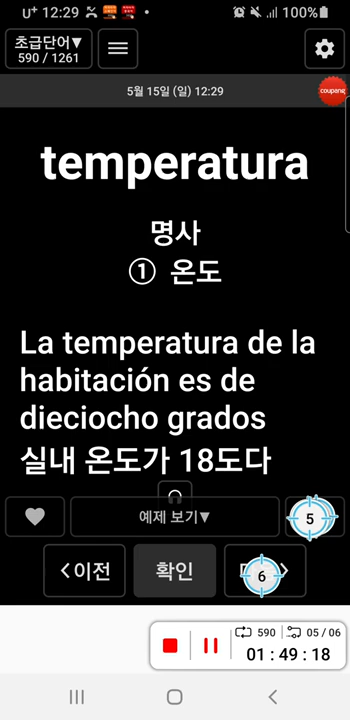 U⁺ 12:29 100%
초급단어▼
590 / 1261
5월 15일 (일) 12:29
coupang
temperatura
명사
① 온도
La temperatura de la
habitación es de
dieciocho grados
실내 온도가 18도다
예제 보기▼
5
<이전
확인
6
590 05 / 06
01 : 49 : 18